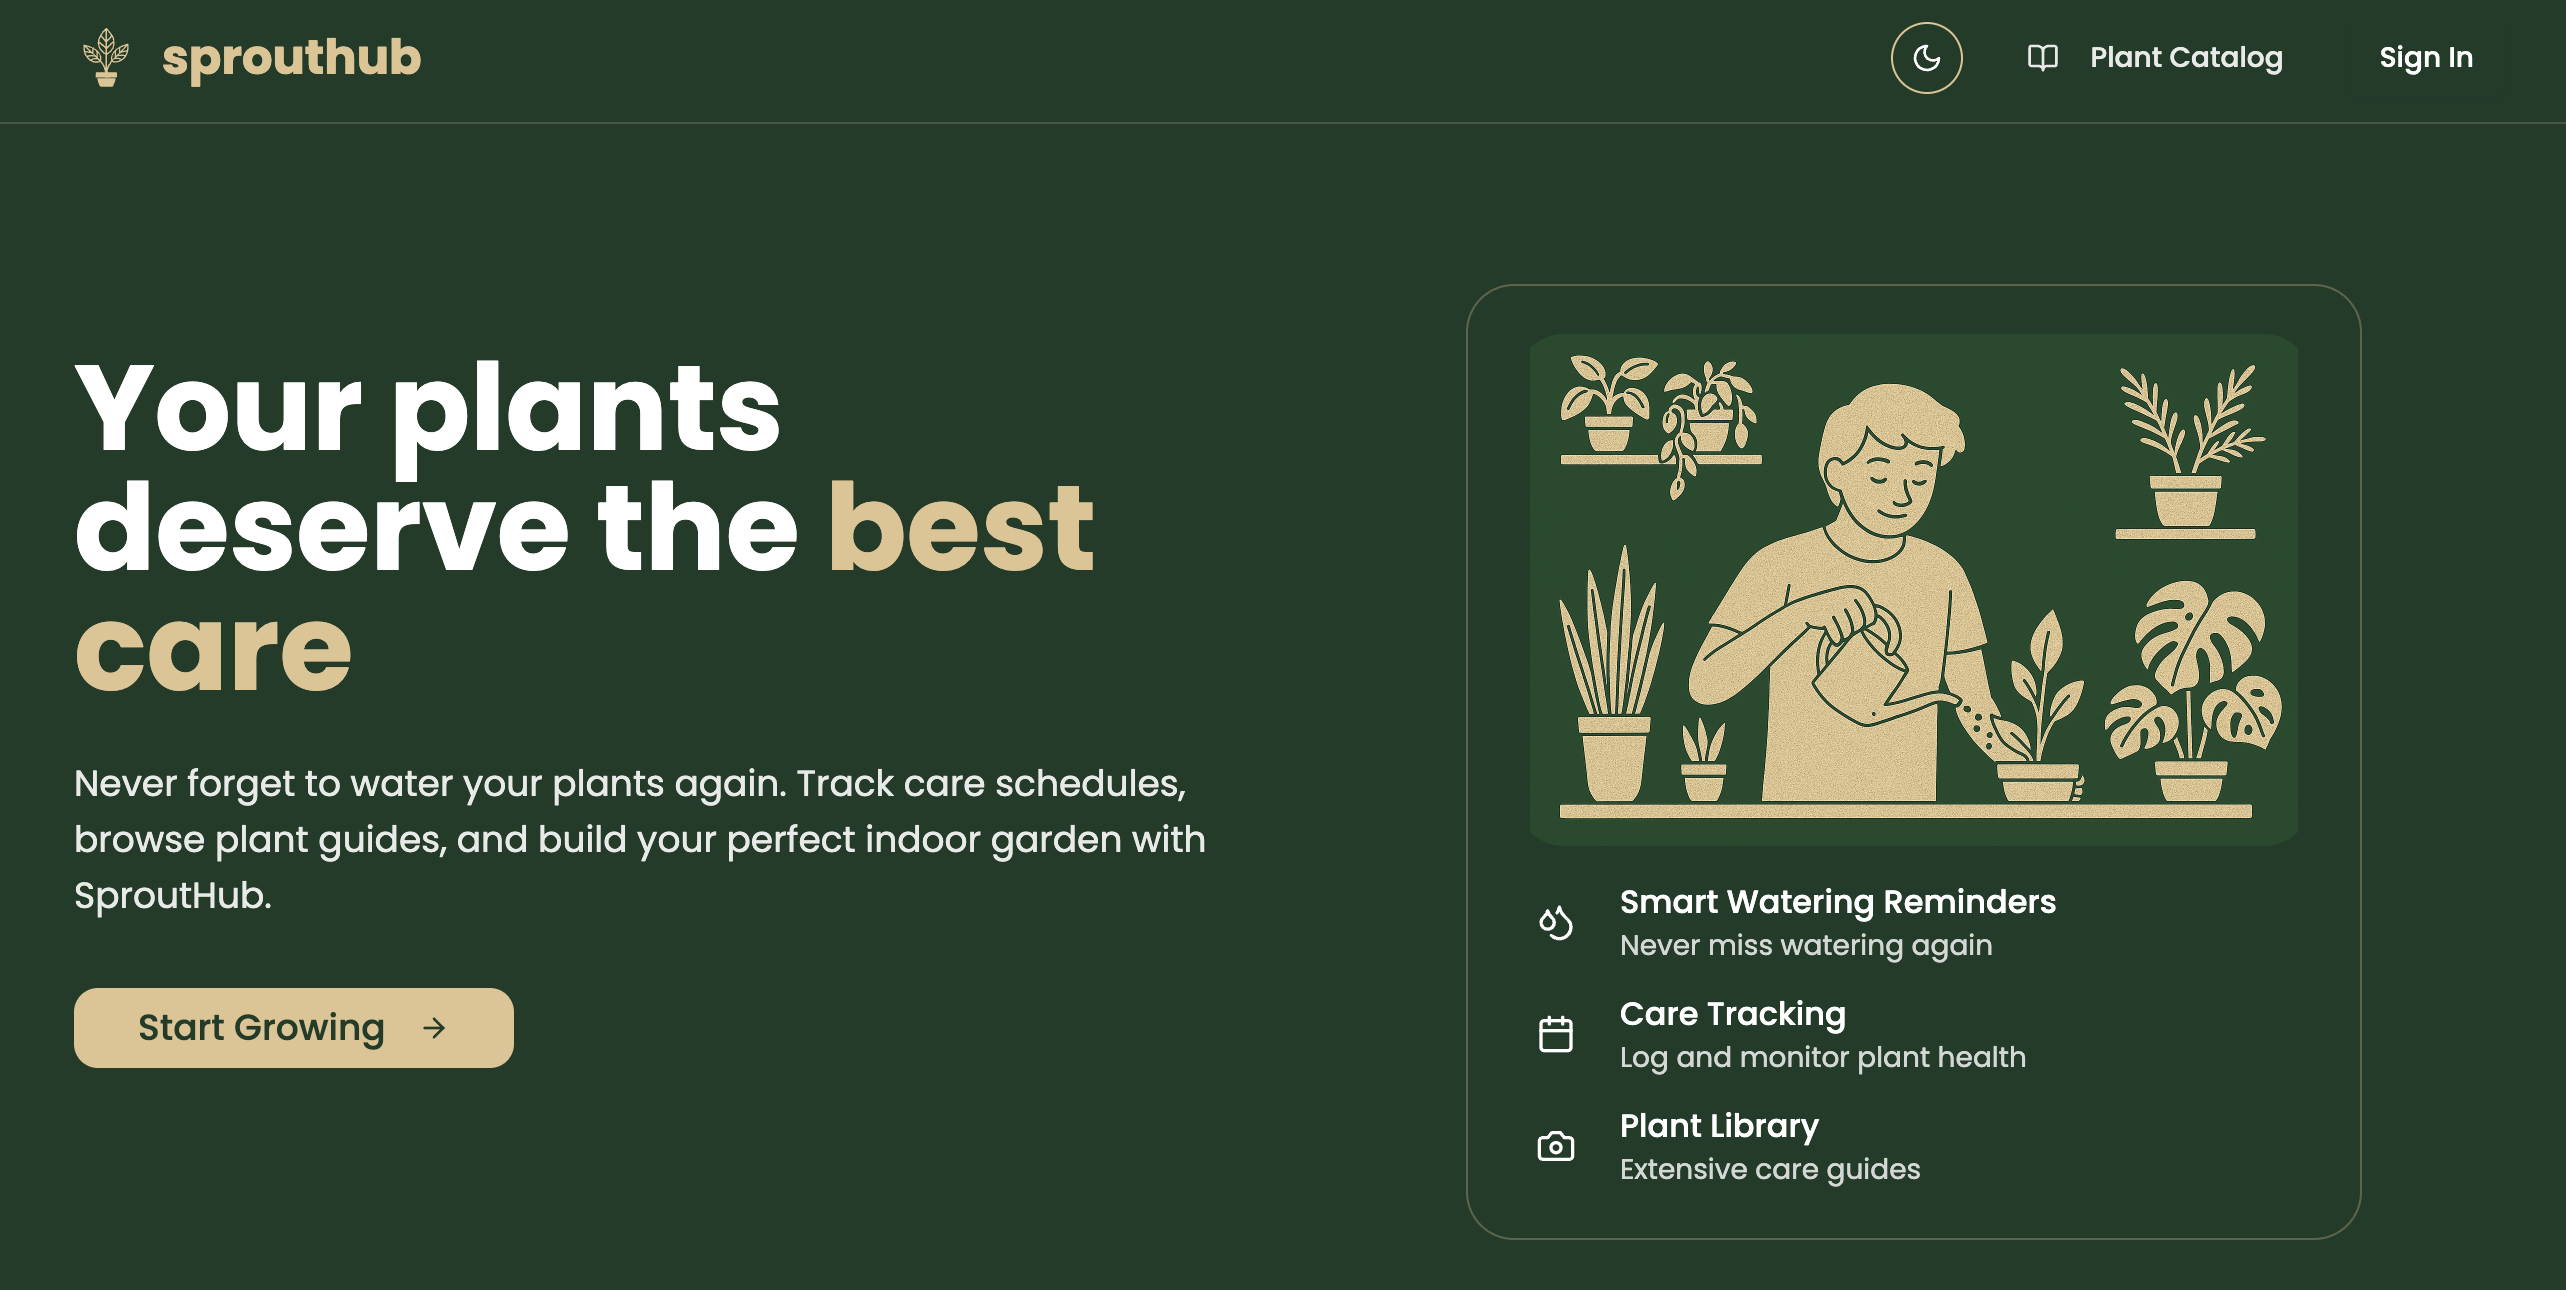 sprouthub
Plant Catalog
Sign In
Your plants
deserve the best
care
Never forget to water your plants again. Track care schedules,
browse plant guides, and build your perfect indoor garden with
SproutHub.
Start Growing
Smart Watering Reminders
Never miss watering again
Care Tracking
Log and monitor plant health
Plant Library
Extensive care guides